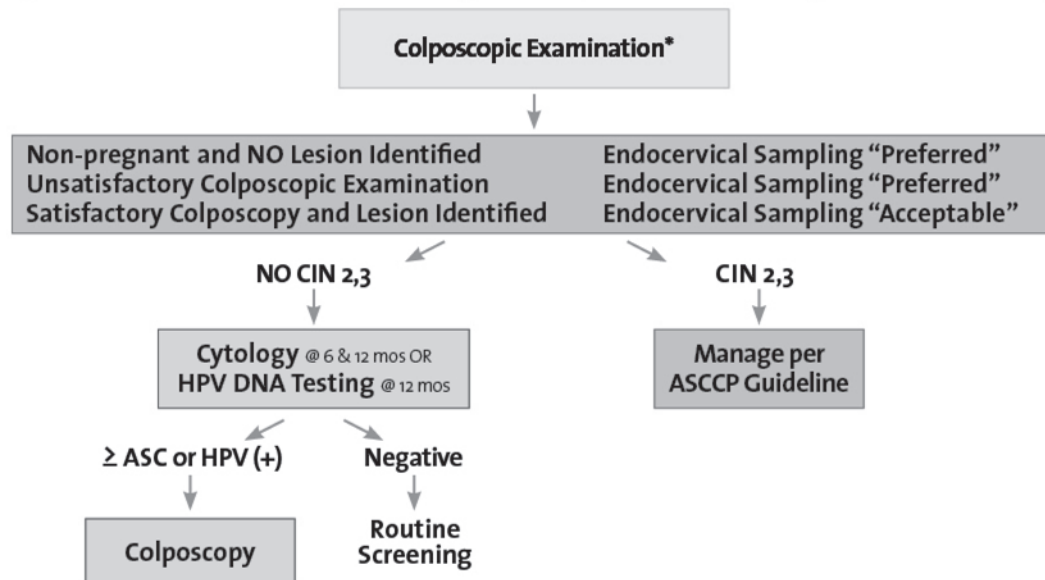 Colposcopic Examination*
Non-pregnant and NO Lesion Identified Endocervical Sampling “Preferred”
Unsatisfactory Colposcopic Examination Endocervical Sampling “Preferred”
Satisfactory Colposcopy and Lesion Identified Endocervical Sampling “Acceptable”
NO CIN 2,3
CIN 2,3
Cytology @ 6 & 12 mos OR
HPV DNA Testing @ 12 mos
Manage per
ASCCP Guideline
≥ ASC or HPV (+)
Negative
Colposcopy
Routine
Screening